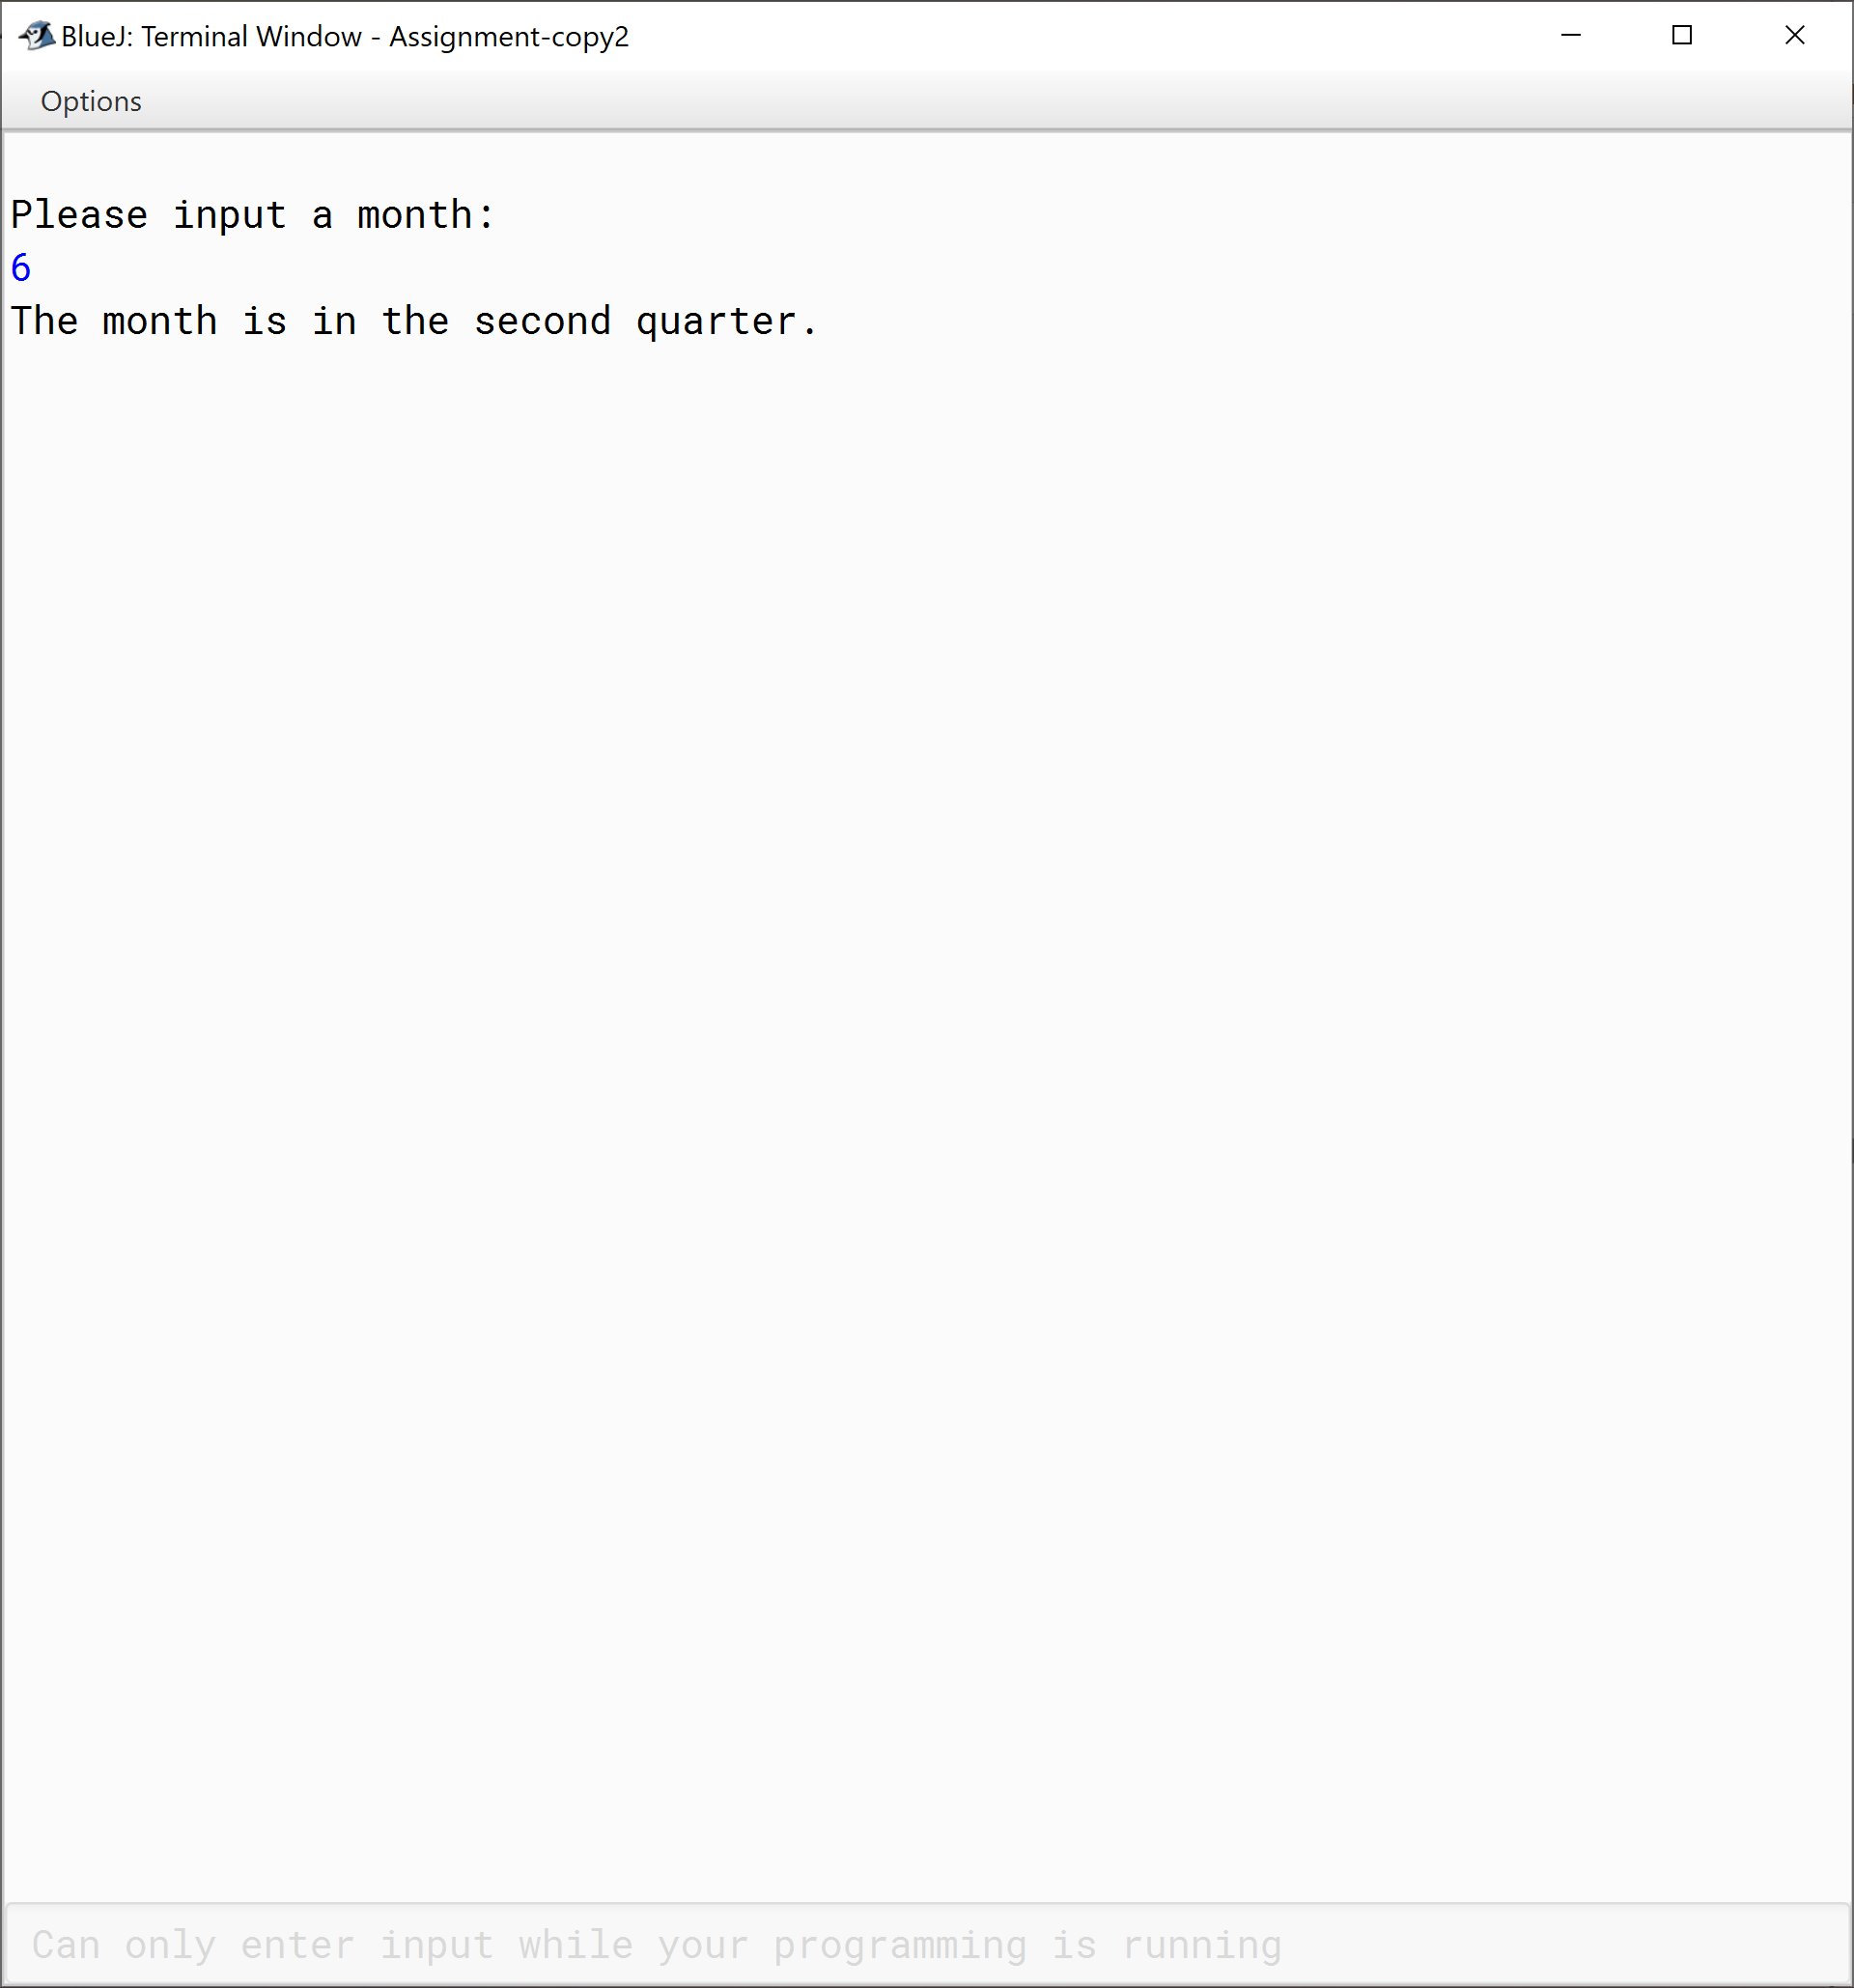 BlueJ: Terminal Window - Assignment-copy2
Options
Please input a month:
6
The month is in the second quarter.
Can only enter input while your programming is running